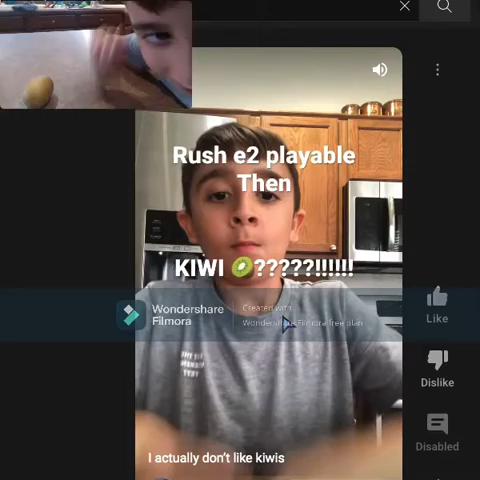 Rush e2 playable
Then
KIWI 🥝?????!!!!!!
Wondershare
Filmora
Created with
Wondershare Filmora free plan
Like
Dislike
Disabled
I actually don't like kiwis